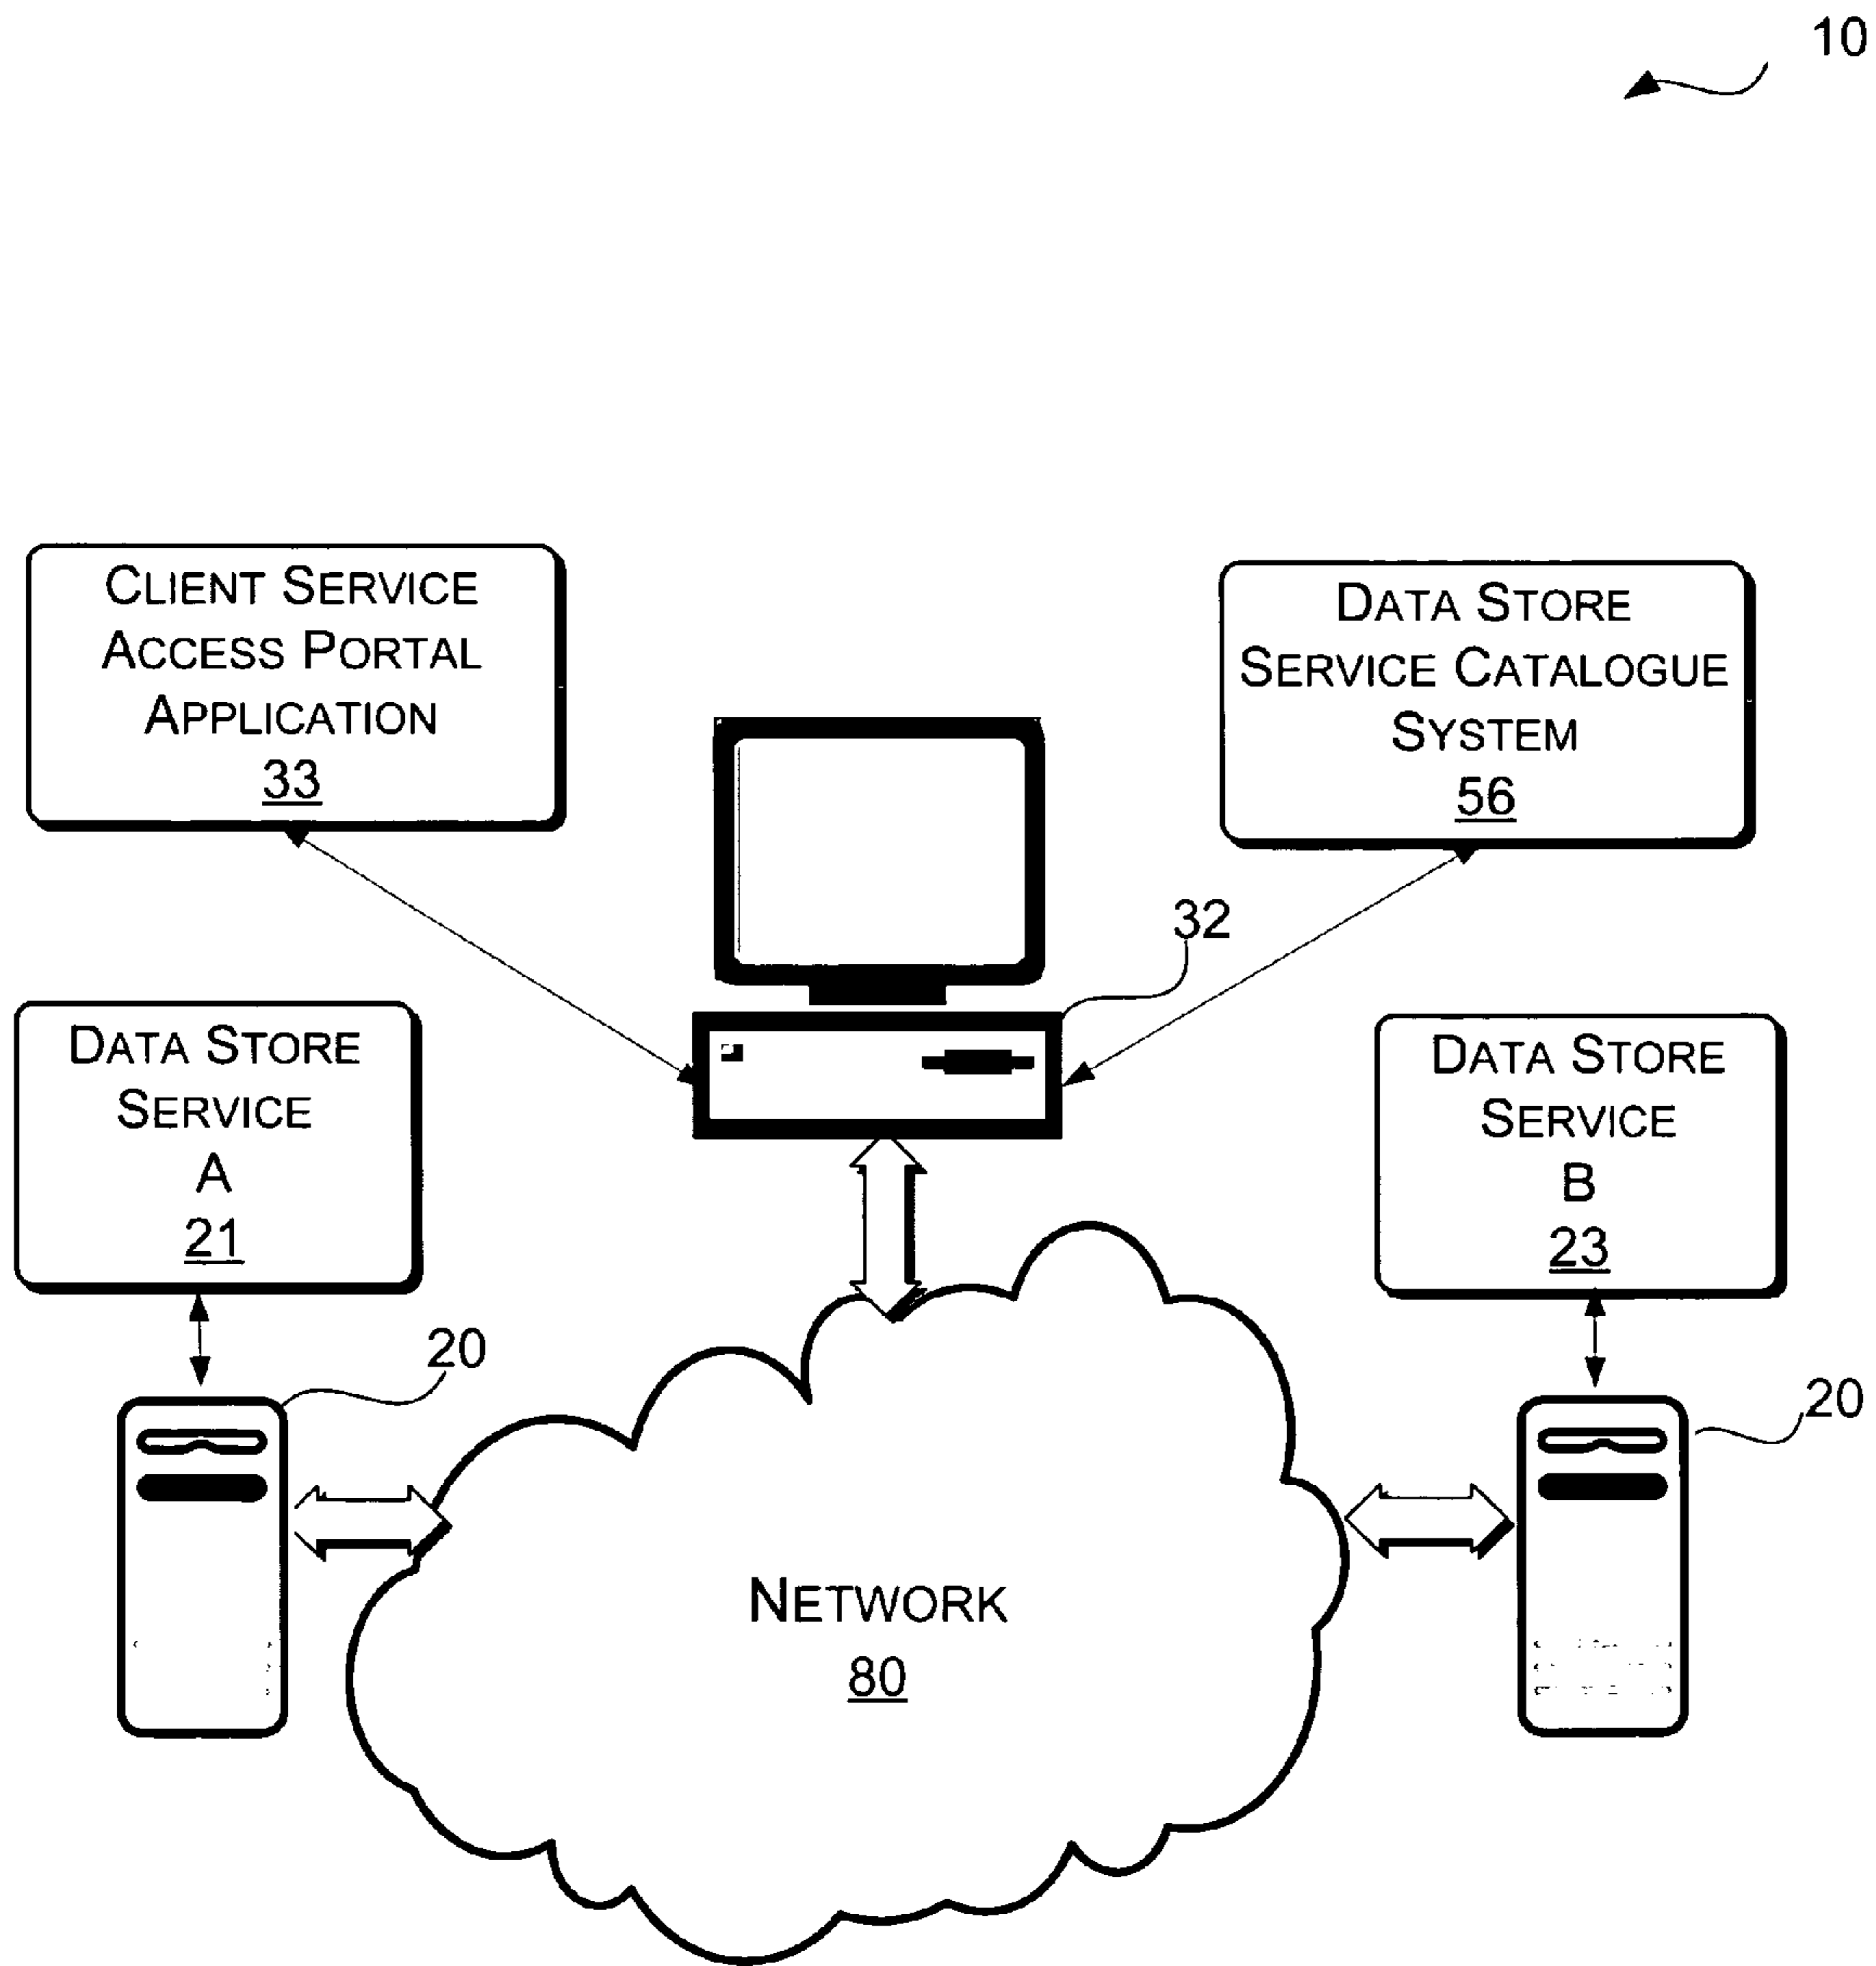 10
CLIENT SERVICE
ACCESS PORTAL
APPLICATION
33
DATA STORE
SERVICE CATALOGUE
SYSTEM
56
32
DATA STORE
SERVICE
A
21
DATA STORE
SERVICE
B
23
20
20
NETWORK
80